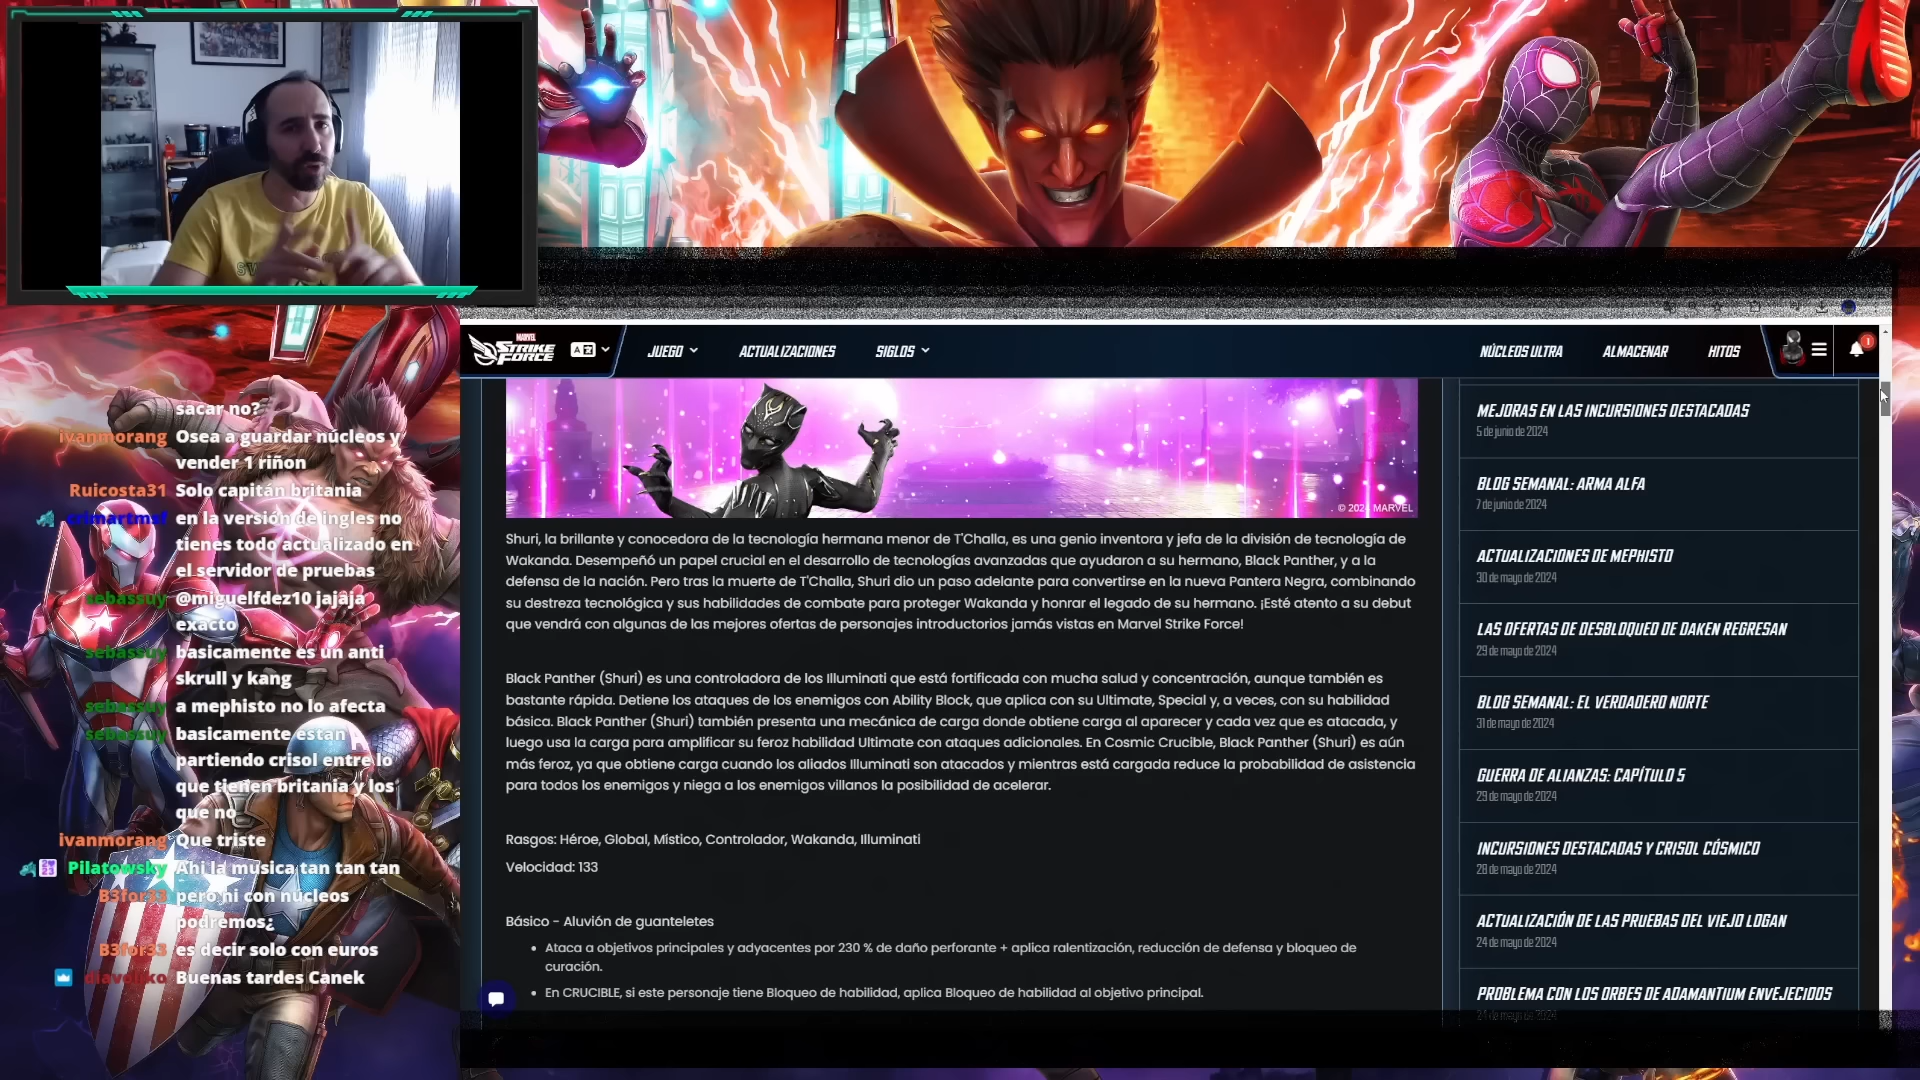 sacar no?
ivanmorang Osea a guardar núcleos y
vender 1 riñon
Ruicosta31 Solo capitán britania
crimartmsf en la versión de ingles no
tienes todo actualizado en
el servidor de pruebas
sebassuy @miguelfdez10 jajaja
exacto
sebassuy basicamente es un anti
skrull y kang
sebassuy a mephisto no lo afecta
sebassuy basicamente estan
partiendo crisol entre lo
que tienen britania y los
que no
ivanmorang Que triste
Pilatowsky Ahi la musica tan tan tan
B3for33 pero ni con núcleos
podremos¿
B3for33 es decir solo con euros
diavoliko Buenas tardes Canek
MARVEL
STRIKE
FORCE
JUEGO
ACTUALIZACIONES
SIGLOS
NÚCLEOS ULTRA
ALMACENAR
HITOS
1
© 2024 MARVEL
Shuri, la brillante y conocedora de la tecnología hermana menor de T'Challa, es una genio inventora y jefa de la división de tecnología de
Wakanda. Desempeñó un papel crucial en el desarrollo de tecnologías avanzadas que ayudaron a su hermano, Black Panther, y a la
defensa de la nación. Pero tras la muerte de T'Challa, Shuri dio un paso adelante para convertirse en la nueva Pantera Negra, combinando
su destreza tecnológica y sus habilidades de combate para proteger Wakanda y honrar el legado de su hermano. ¡Esté atento a su debut
que vendrá con algunas de las mejores ofertas de personajes introductorios jamás vistas en Marvel Strike Force!
Black Panther (Shuri) es una controladora de los Illuminati que está fortificada con mucha salud y concentración, aunque también es
bastante rápida. Detiene los ataques de los enemigos con Ability Block, que aplica con su Ultimate, Special y, a veces, con su habilidad
básica. Black Panther (Shuri) también presenta una mecánica de carga donde obtiene carga al aparecer y cada vez que es atacada, y
luego usa la carga para amplificar su feroz habilidad Ultimate con ataques adicionales. En Cosmic Crucible, Black Panther (Shuri) es aún
más feroz, ya que obtiene carga cuando los aliados Illuminati son atacados y mientras está cargada reduce la probabilidad de asistencia
para todos los enemigos y niega a los enemigos villanos la posibilidad de acelerar.
Rasgos: Héroe, Global, Místico, Controlador, Wakanda, Illuminati
Velocidad: 133
Básico - Aluvión de guanteletes
• Ataca a objetivos principales y adyacentes por 230 % de daño perforante + aplica ralentización, reducción de defensa y bloqueo de
curación.
• En CRUCIBLE, si este personaje tiene Bloqueo de habilidad, aplica Bloqueo de habilidad al objetivo principal.
MEJORAS EN LAS INCURSIONES DESTACADAS
5 de junio de 2024
BLOG SEMANAL: ARMA ALFA
7 de junio de 2024
ACTUALIZACIONES DE MEPHISTO
30 de mayo de 2024
LAS OFERTAS DE DESBLOQUEO DE DAKEN REGRESAN
29 de mayo de 2024
BLOG SEMANAL: EL VERDADERO NORTE
31 de mayo de 2024
GUERRA DE ALIANZAS: CAPÍTULO 5
29 de mayo de 2024
INCURSIONES DESTACADAS Y CRISOL CÓSMICO
28 de mayo de 2024
ACTUALIZACIÓN DE LAS PRUEBAS DEL VIEJO LOGAN
24 de mayo de 2024
PROBLEMA CON LOS ORBES DE ADAMANTIUM ENVEJECIDOS
24 de mayo de 2024